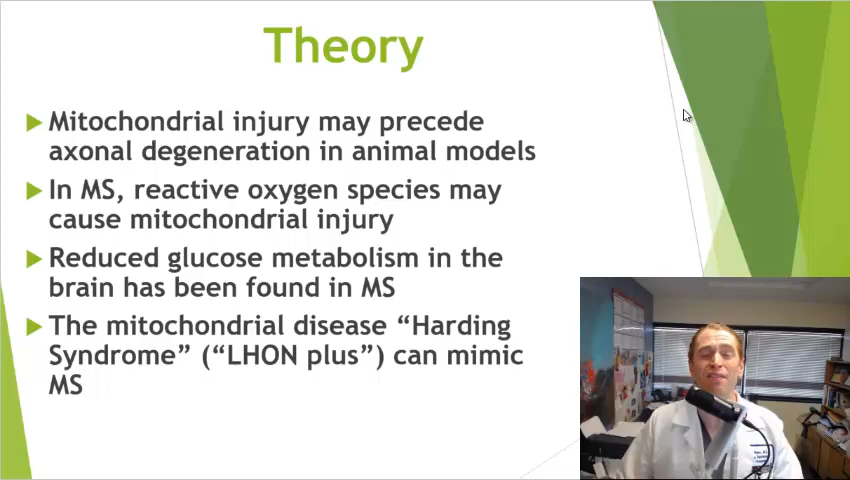 Theory
Mitochondrial injury may precede
axonal degeneration in animal models
In MS, reactive oxygen species may
cause mitochondrial injury
Reduced glucose metabolism in the
brain has been found in MS
The mitochondrial disease “Harding
Syndrome” (“LHON plus”) can mimic
MS